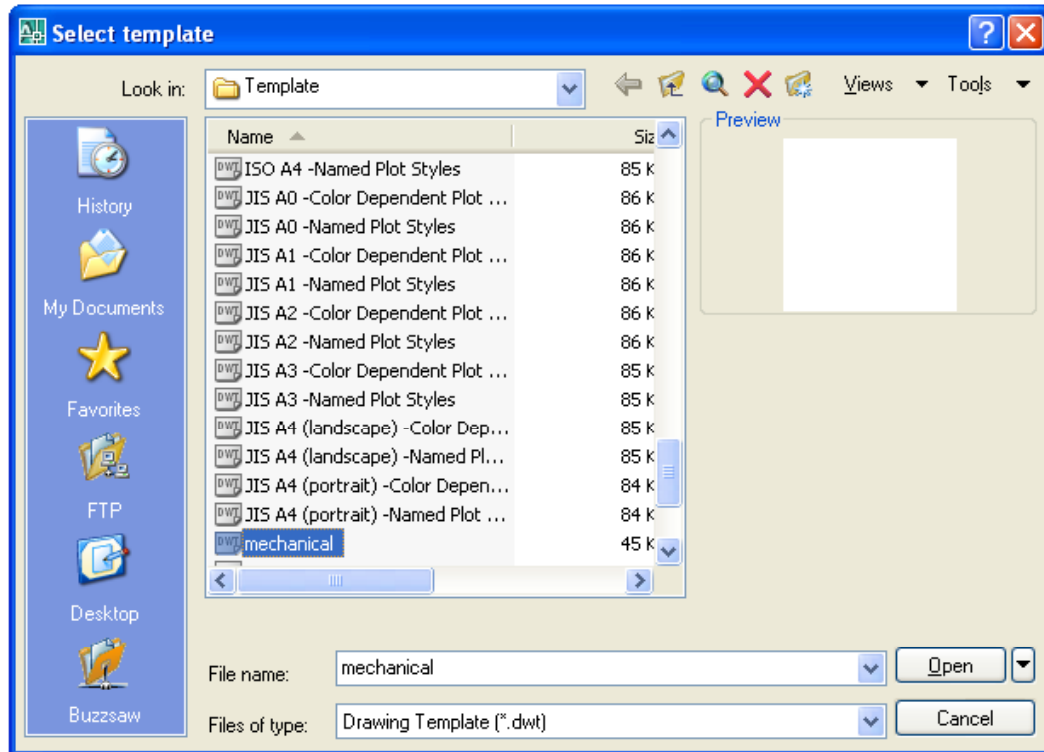 Select template
Look in: Template Views Tools
Name Siz Preview
ISO A4 -Named Plot Styles 85 K
JIS A0 -Color Dependent Plot ... 86 K
JIS A0 -Named Plot Styles 86 K
JIS A1 -Color Dependent Plot ... 86 K
JIS A1 -Named Plot Styles 86 K
JIS A2 -Color Dependent Plot ... 86 K
JIS A2 -Named Plot Styles 86 K
JIS A3 -Color Dependent Plot ... 85 K
JIS A3 -Named Plot Styles 85 K
JIS A4 (landscape) -Color Dep... 85 K
JIS A4 (landscape) -Named Pl... 85 K
JIS A4 (portrait) -Color Depen... 84 K
JIS A4 (portrait) -Named Plot ... 84 K
mechanical 45 K
History
My Documents
Favorites
FTP
Desktop
Buzzsaw
File name: mechanical Open
Files of type: Drawing Template (*.dwt) Cancel